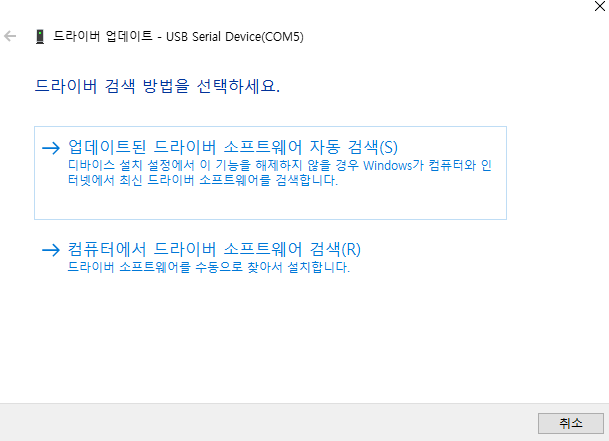 드라이버 업데이트 - USB Serial Device(COM5)
드라이버 검색 방법을 선택하세요.
업데이트된 드라이버 소프트웨어 자동 검색(S)
디바이스 설치 설정에서 이 기능을 해제하지 않을 경우 Windows가 컴퓨터와 인
터넷에서 최신 드라이버 소프트웨어를 검색합니다.
컴퓨터에서 드라이버 소프트웨어 검색(R)
드라이버 소프트웨어를 수동으로 찾아서 설치합니다.
취소